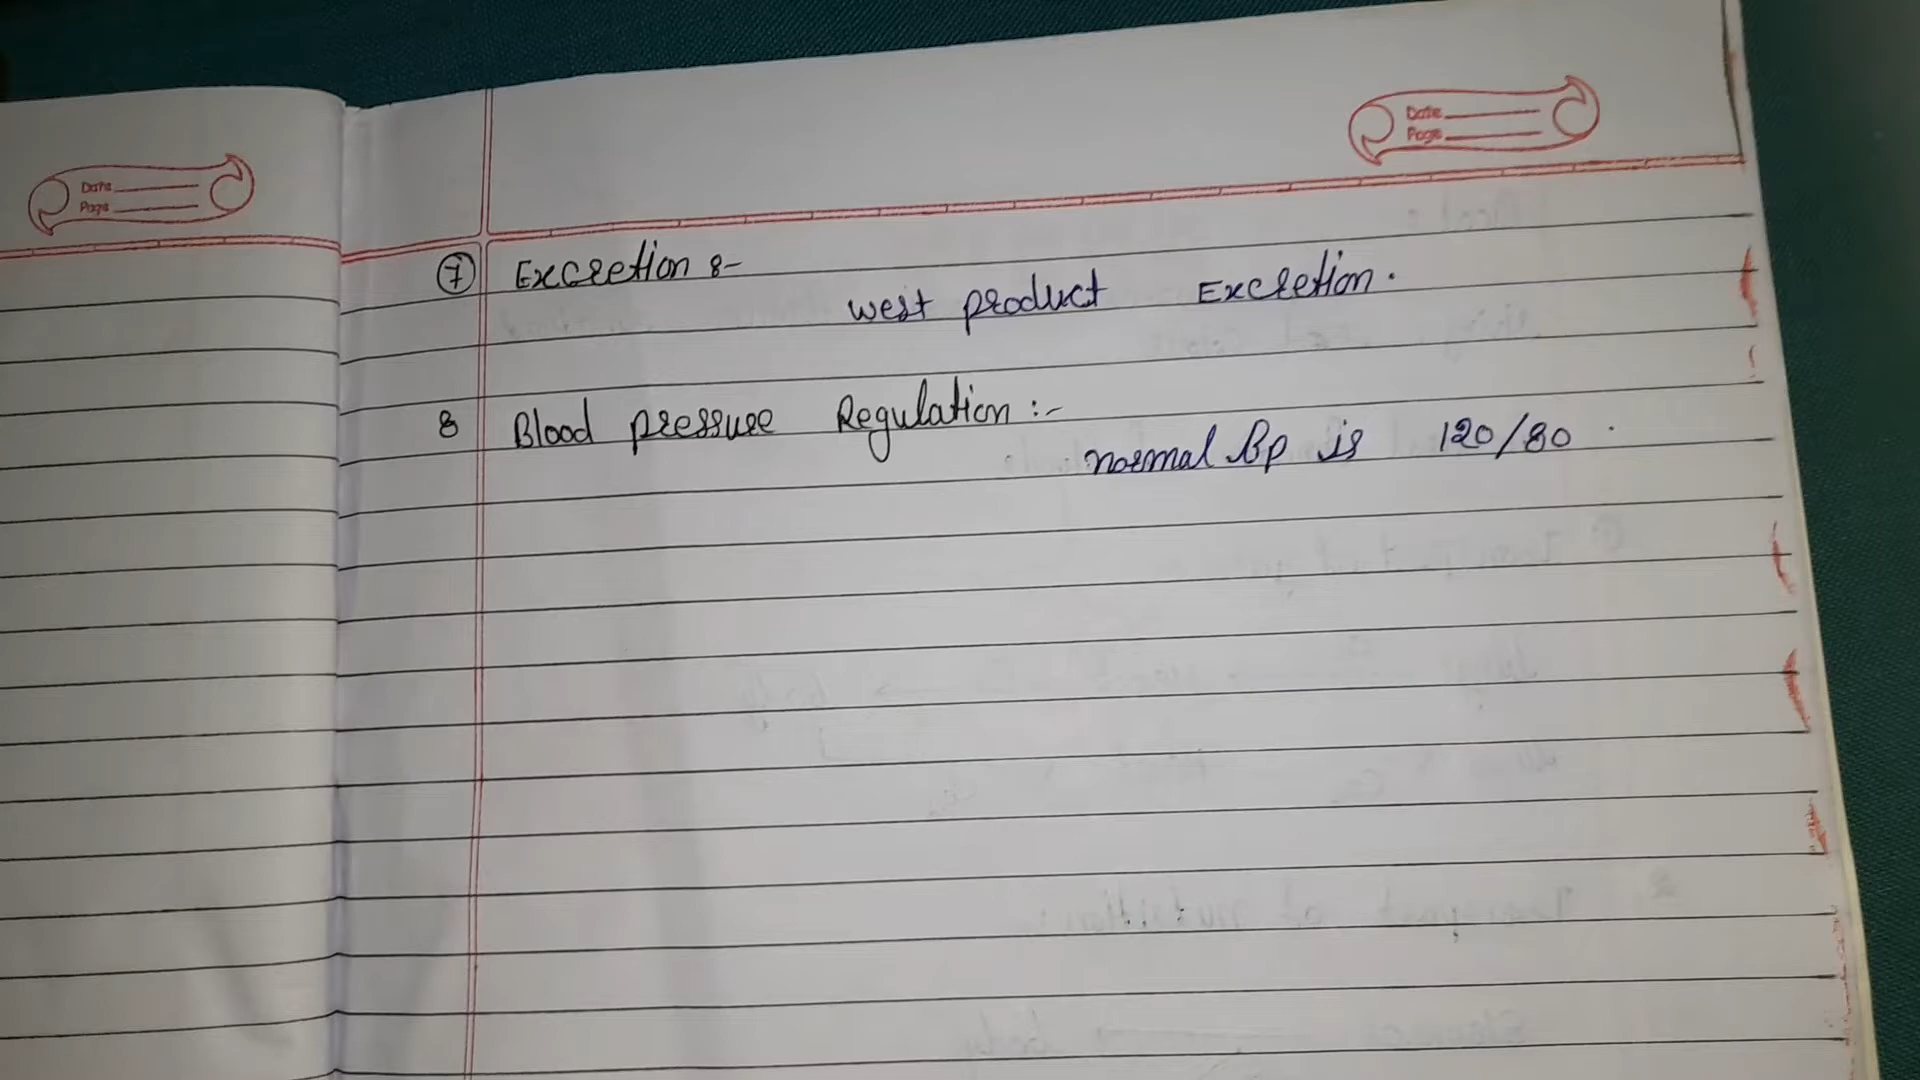 Date
Page
Date
Page
7 Excretion :-
west product Excretion.
8 Blood pressure Regulation :-
normal Bp is 120/80 .